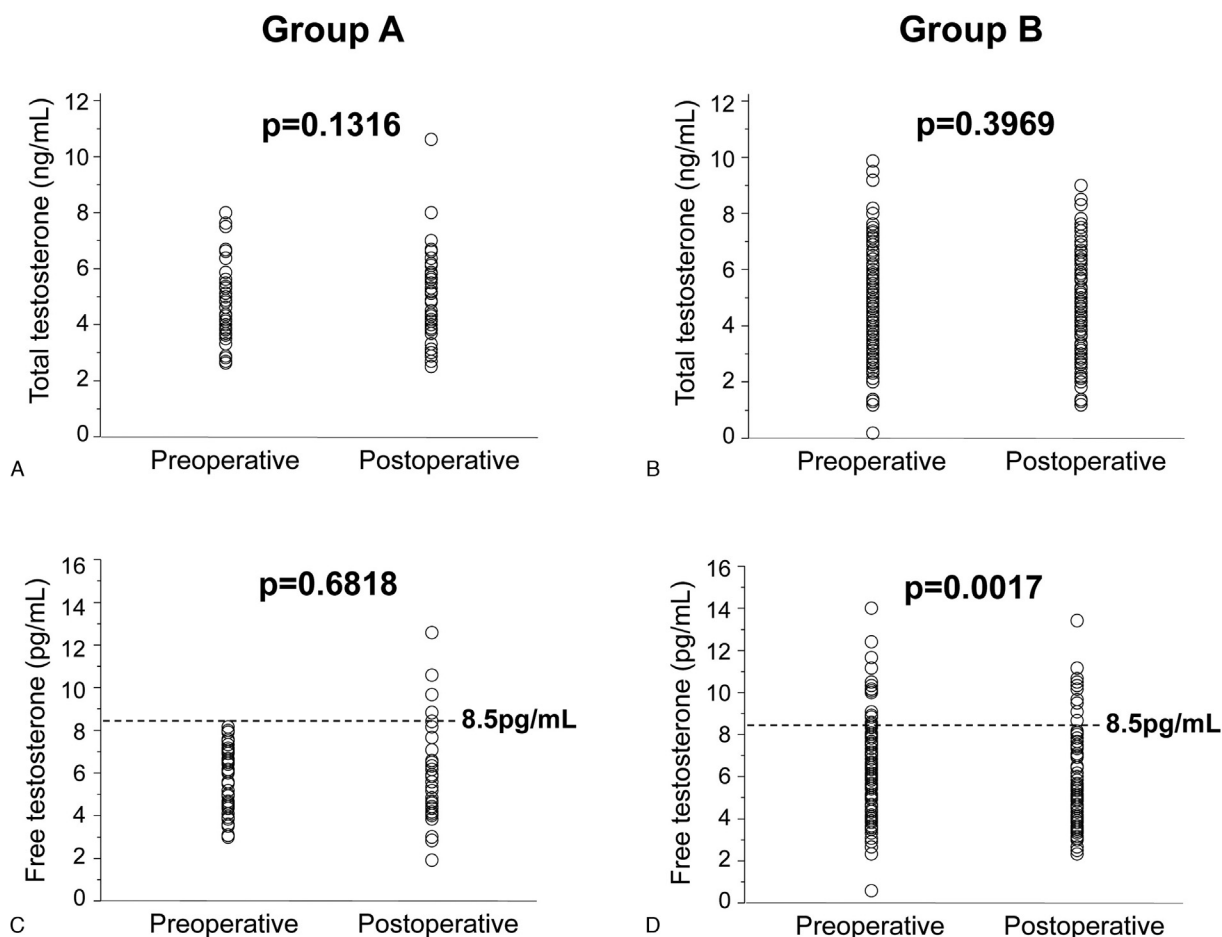 Group A
Group B
Total testosterone (ng/mL)
12
10
8
6
4
2
0
p=0.1316
Preoperative Postoperative
A
Total testosterone (ng/mL)
12
10
8
6
4
2
0
p=0.3969
Preoperative Postoperative
B
Free testosterone (pg/mL)
16
14
12
10
8
6
4
2
0
p=0.6818
8.5pg/mL
Preoperative Postoperative
C
Free testosterone (pg/mL)
16
14
12
10
8
6
4
2
0
p=0.0017
8.5pg/mL
Preoperative Postoperative
D